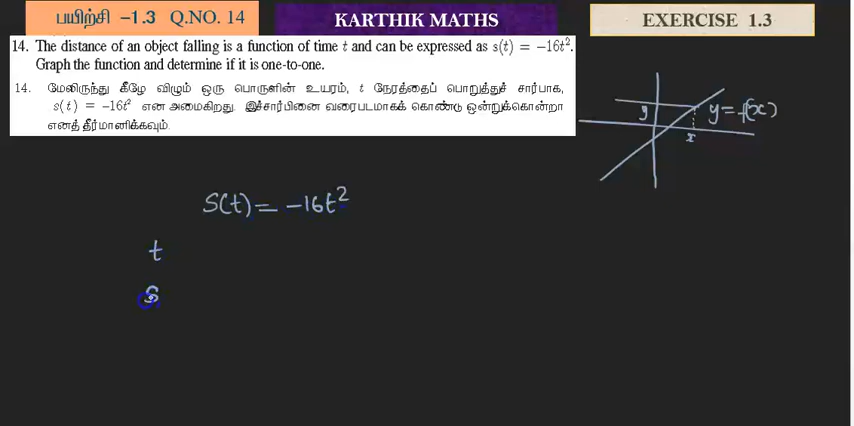 பயிற்சி –1.3 Q.NO. 14
KARTHIK MATHS
EXERCISE 1.3
14. The distance of an object falling is a function of time t and can be expressed as s(t) = −16t².
Graph the function and determine if it is one-to-one.
14. மேலிருந்து கீழே விழும் ஒரு பொருளின் உயரம், t நேரத்தைப் பொறுத்துச் சார்பாக,
s(t) = −16t² என அமைகிறது. இச்சார்பினை வரைபடமாகக் கொண்டு ஒன்றுக்கொன்றா
எனத் தீர்மானிக்கவும்.
y
y = f(x)
x
S(t) = −16t²
t
s